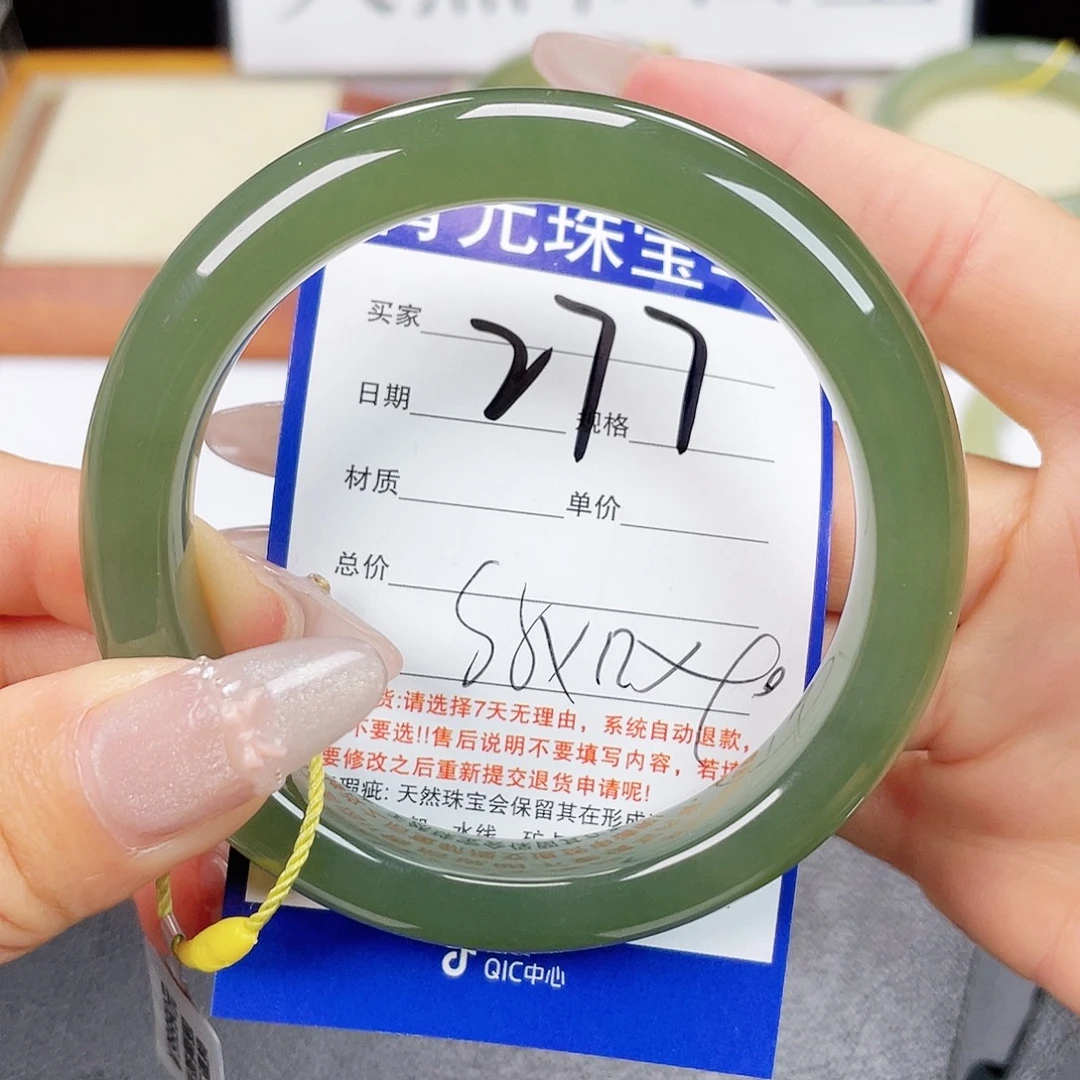 元珠宝
买家 277
日期 规格
材质 单价
总价
58X12X9.
货:请选择7天无理由，系统自动退款，
不要选!!售后说明不要填写内容，若
要修改之后重新提交退货申请呢!
瑕疵: 天然珠宝会保留其在形成
水线
QIC中心